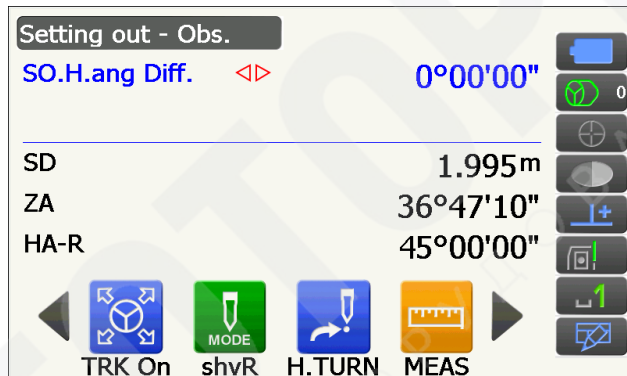 Setting out - Obs.
SO.H.ang Diff. 0°00'00"
0
SD 1.995m
ZA 36°47'10"
HA-R 45°00'00"
1
MODE
TRK On shvR H.TURN MEAS